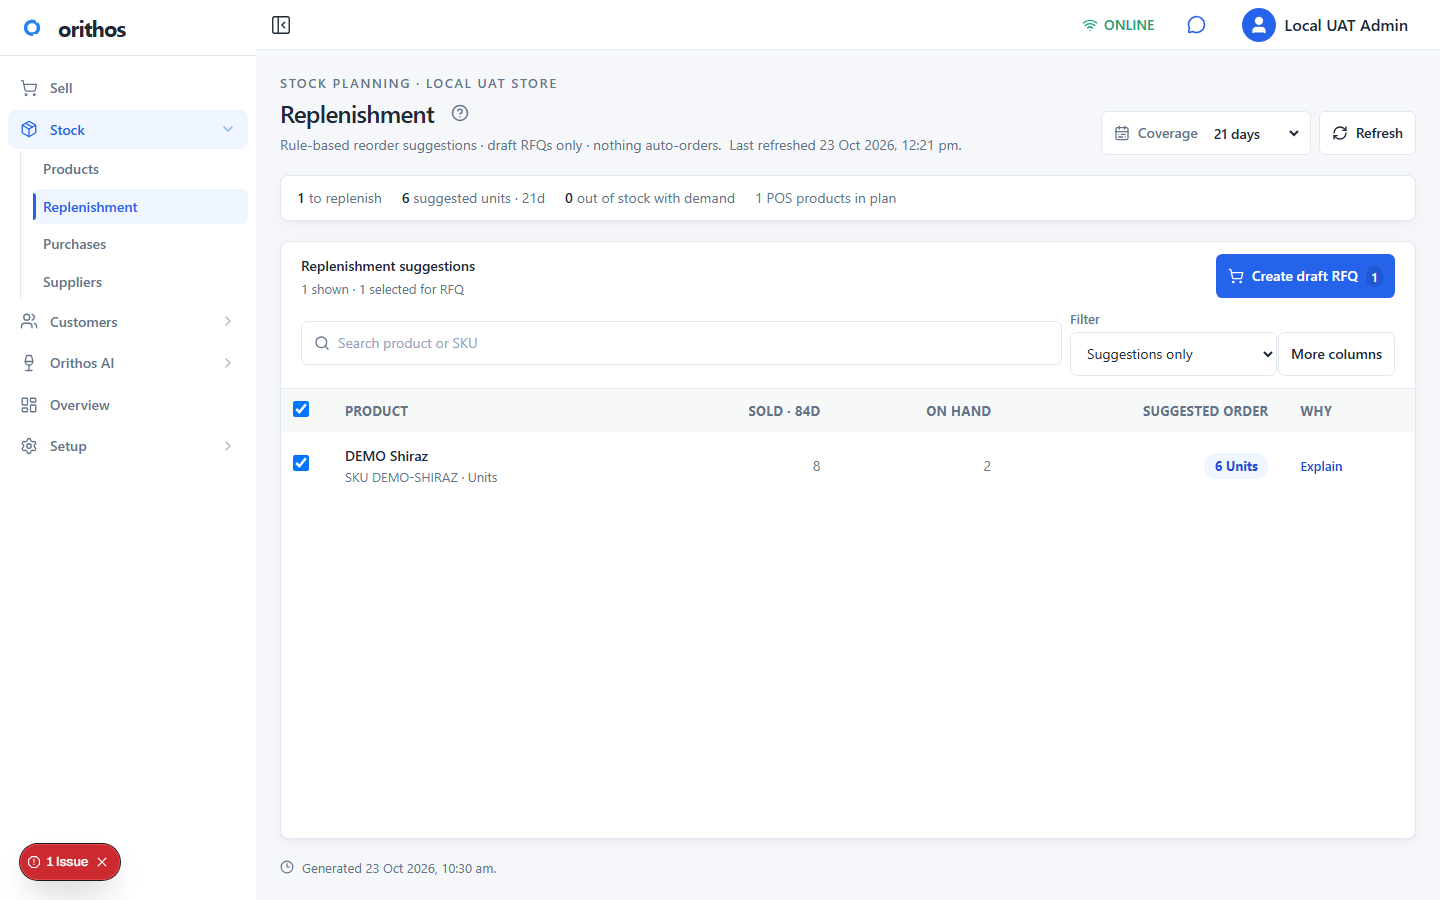 orithos
ONLINE
Local UAT Admin
Sell
Stock
Products
Replenishment
Purchases
Suppliers
Customers
Orithos AI
Overview
Setup
1 Issue
STOCK PLANNING · LOCAL UAT STORE
Replenishment
Rule-based reorder suggestions · draft RFQs only · nothing auto-orders. Last refreshed 23 Oct 2026, 12:21 pm.
Coverage 21 days
Refresh
1 to replenish 6 suggested units · 21d 0 out of stock with demand 1 POS products in plan
Replenishment suggestions
1 shown · 1 selected for RFQ
Create draft RFQ 1
Search product or SKU
Filter
Suggestions only
More columns
PRODUCT SOLD · 84D ON HAND SUGGESTED ORDER WHY
DEMO Shiraz
SKU DEMO-SHIRAZ · Units
8 2 6 Units Explain
Generated 23 Oct 2026, 10:30 am.